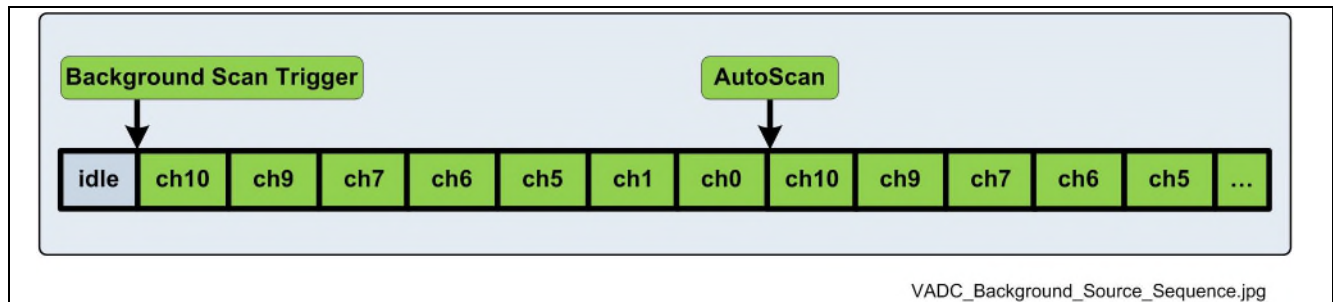 Background Scan Trigger AutoScan
idle ch10 ch9 ch7 ch6 ch5 ch1 ch0 ch10 ch9 ch7 ch6 ch5 ...
VADC_Background_Source_Sequence.jpg